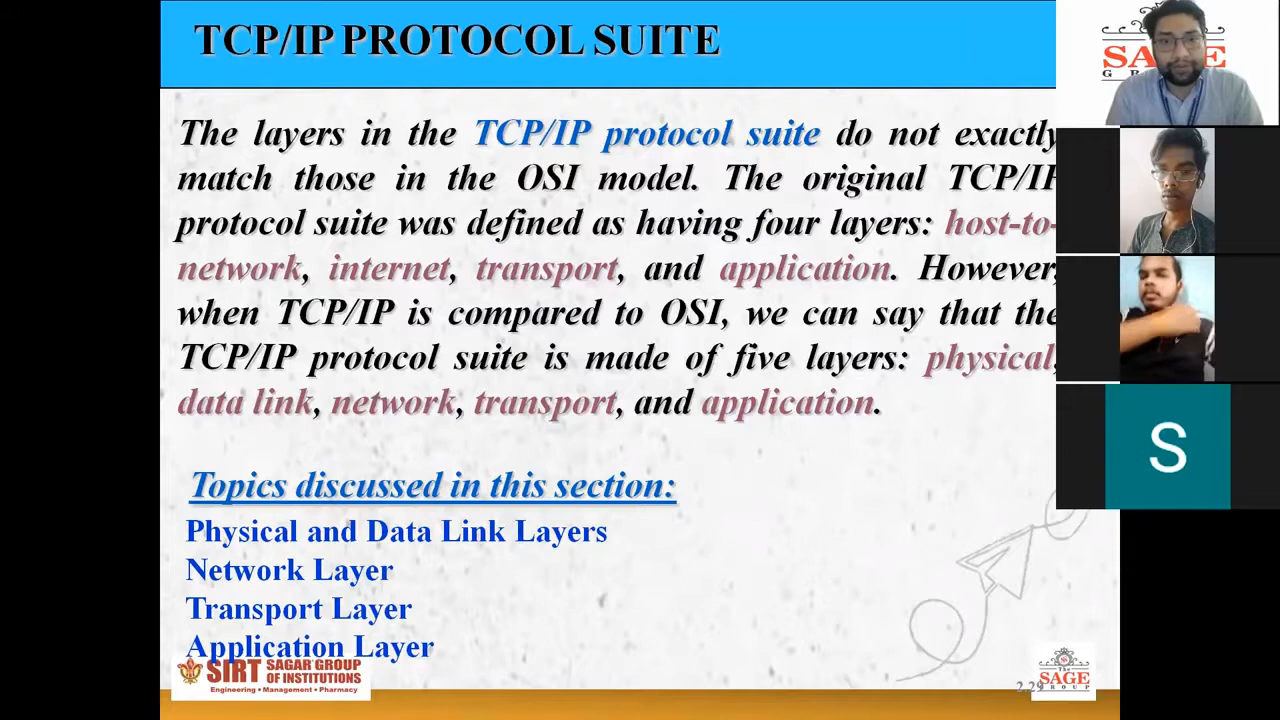 TCP/IP PROTOCOL SUITE
The layers in the TCP/IP protocol suite do not exactly
match those in the OSI model. The original TCP/IP
protocol suite was defined as having four layers: host-to-
network, internet, transport, and application. However,
when TCP/IP is compared to OSI, we can say that the
TCP/IP protocol suite is made of five layers: physical,
data link, network, transport, and application.
Topics discussed in this section:
Physical and Data Link Layers
Network Layer
Transport Layer
Application Layer
SIRT SAGAR GROUP
OF INSTITUTIONS
Engineering • Management • Pharmacy
2.29
The
SAGE
GROUP
S